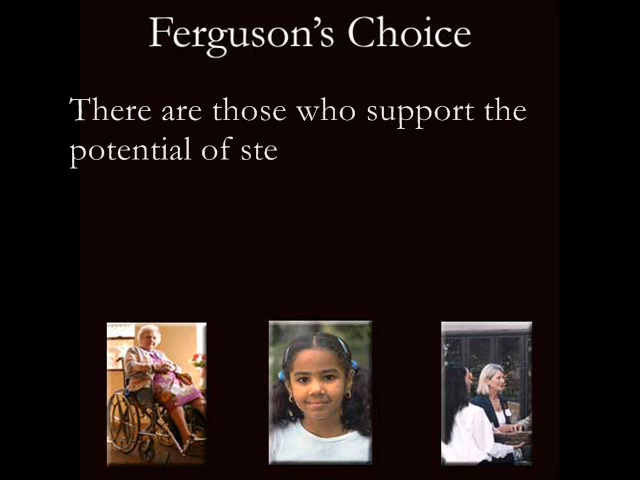 Ferguson's Choice
There are those who support the
potential of ste